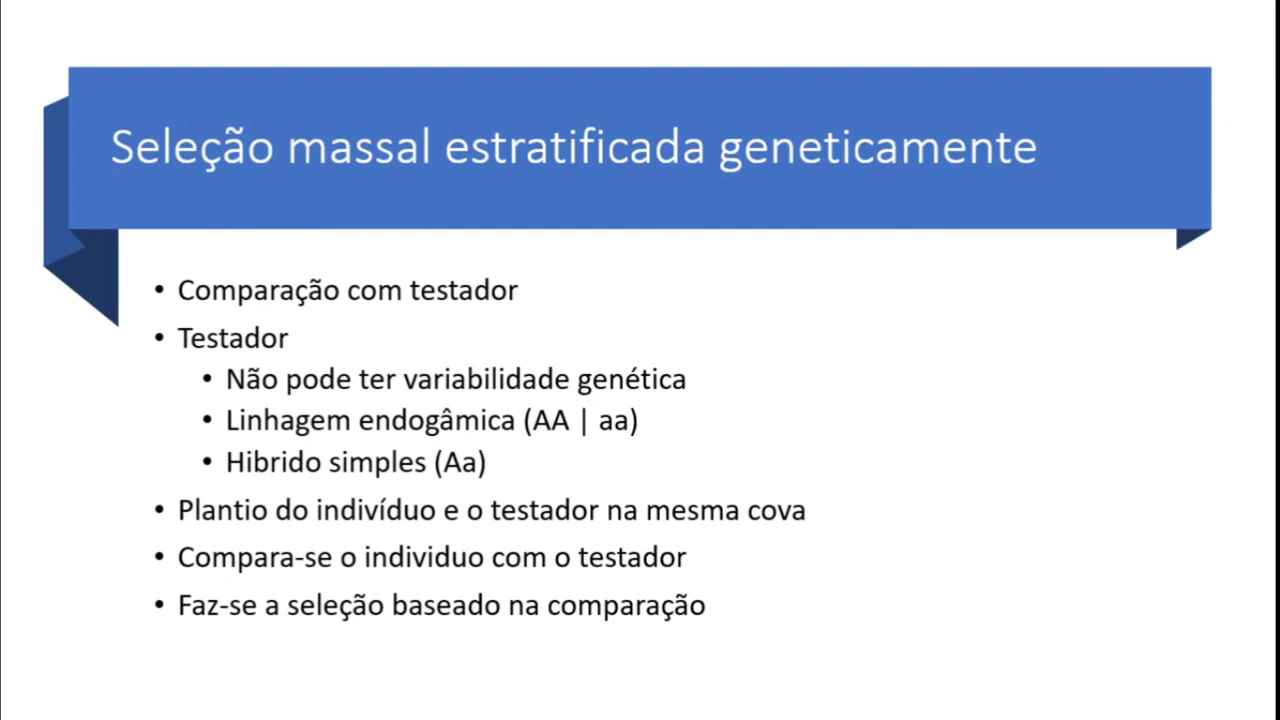 Seleção massal estratificada geneticamente
• Comparação com testador
• Testador
• Não pode ter variabilidade genética
• Linhagem endogâmica (AA | aa)
• Hibrido simples (Aa)
• Plantio do indivíduo e o testador na mesma cova
• Compara-se o individuo com o testador
• Faz-se a seleção baseado na comparação